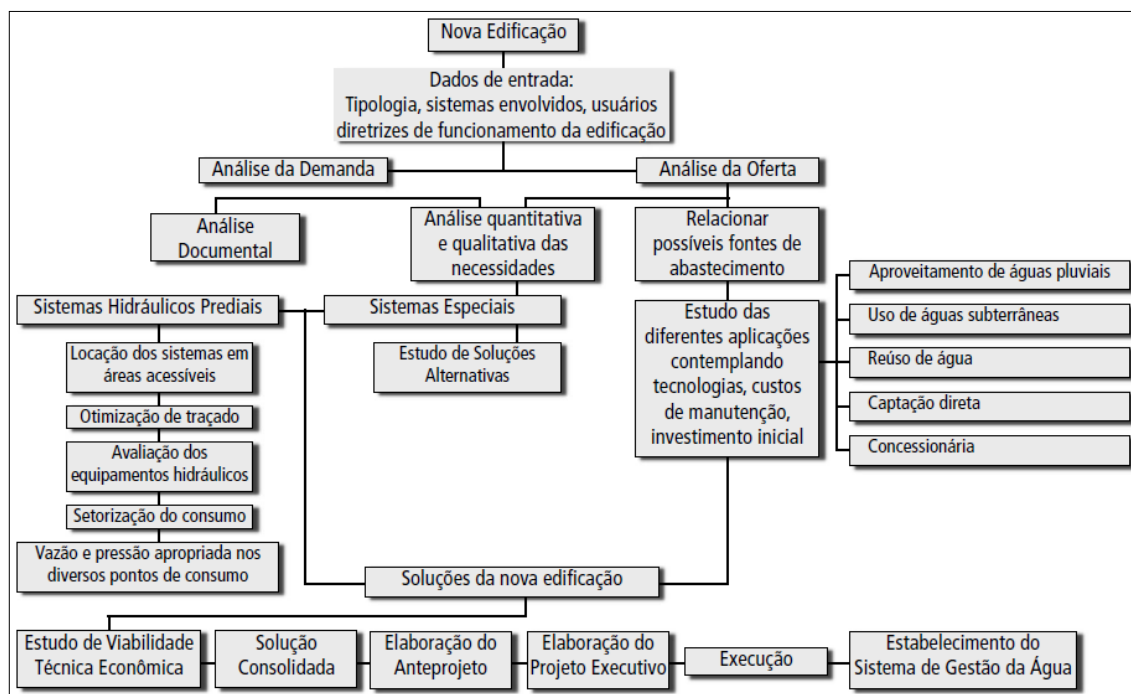 Nova Edificação
Dados de entrada:
Tipologia, sistemas envolvidos, usuários
diretrizes de funcionamento da edificação
Análise da Demanda
Análise da Oferta
Análise
Documental
Análise quantitativa
e qualitativa das
necessidades
Relacionar
possíveis fontes de
abastecimento
Sistemas Hidráulicos Prediais
Sistemas Especiais
Locação dos sistemas em
áreas acessíveis
Otimização de traçado
Avaliação dos
equipamentos hidráulicos
Setorização do consumo
Vazão e pressão apropriada nos
diversos pontos de consumo
Estudo de Soluções
Alternativas
Estudo das
diferentes aplicações
contemplando
tecnologias, custos
de manutenção,
investimento inicial
Aproveitamento de águas pluviais
Uso de águas subterrâneas
Reúso de água
Captação direta
Concessionária
Soluções da nova edificação
Estudo de Viabilidade
Técnica Econômica
Solução
Consolidada
Elaboração do
Anteprojeto
Elaboração do
Projeto Executivo
Execução
Estabelecimento do
Sistema de Gestão da Água